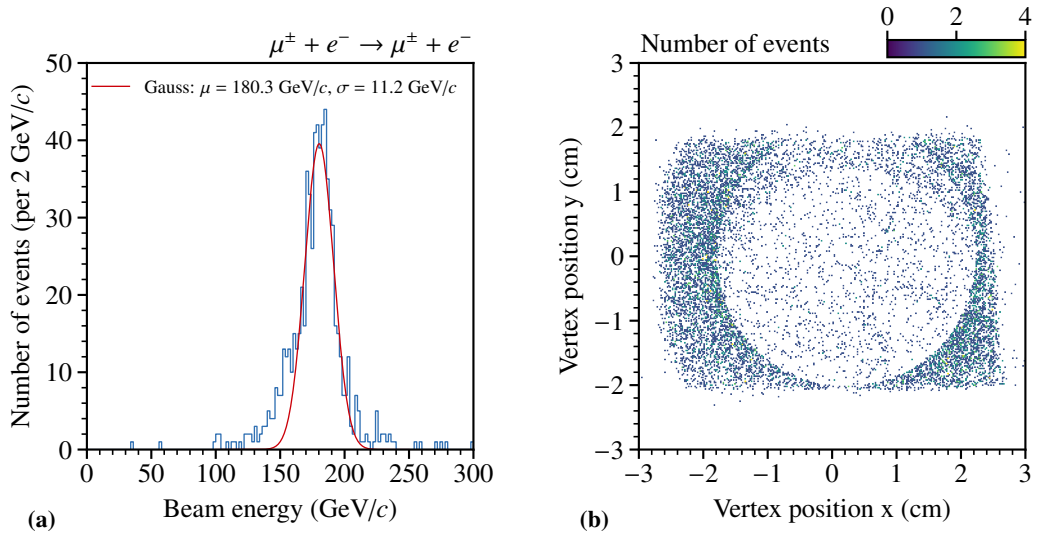 μ± + e− → μ± + e−
50
40
30
20
10
0
Number of events (per 2 GeV/c)
Gauss: μ = 180.3 GeV/c, σ = 11.2 GeV/c
0 50 100 150 200 250 300
Beam energy (GeV/c)
(a)
Number of events
0 2 4
3
2
1
0
−1
−2
−3
Vertex position y (cm)
−3 −2 −1 0 1 2 3
Vertex position x (cm)
(b)